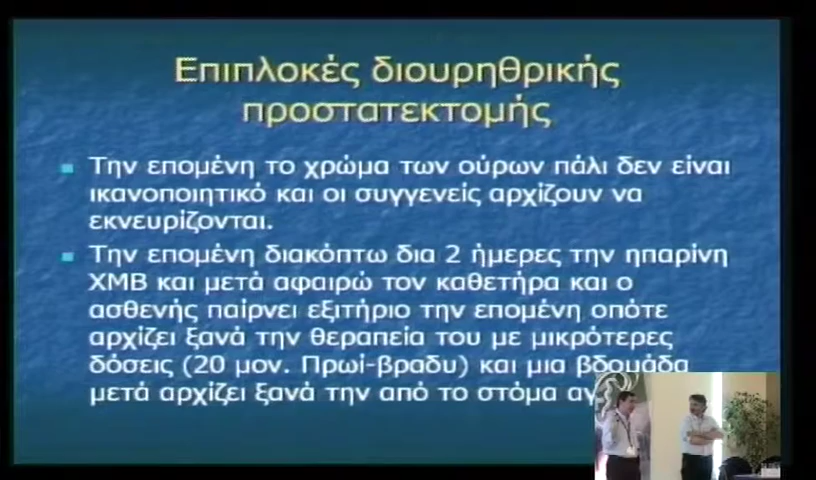 Επιπλοκές διουρηθρικής
προστατεκτομής
Την επομένη το χρώμα των ούρων πάλι δεν είναι
ικανοποιητικό και οι συγγενείς αρχίζουν να
εκνευρίζονται.
Την επομένη διακόπτω δια 2 ήμερες την ηπαρίνη
ΧΜΒ και μετά αφαιρώ τον καθετήρα και ο
ασθενής παίρνει εξιτήριο την επομένη οπότε
αρχίζει ξανά την θεραπεία του με μικρότερες
δόσεις (20 μον. Πρωί-βραδυ) και μια βδομάδα
μετά αρχίζει ξανά την από το στόμα